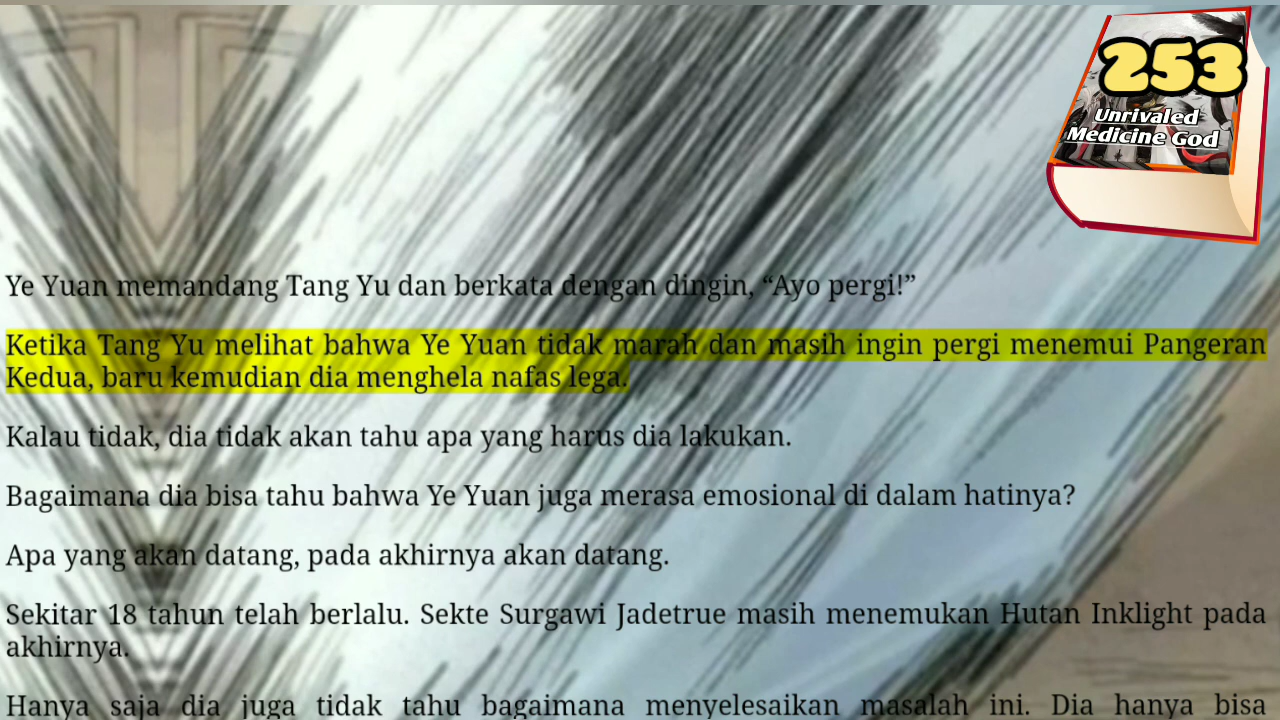 253
Unrivaled
Medicine God
Ye Yuan memandang Tang Yu dan berkata dengan dingin, “Ayo pergi!”
Ketika Tang Yu melihat bahwa Ye Yuan tidak marah dan masih ingin pergi menemui Pangeran
Kedua, baru kemudian dia menghela nafas lega.
Kalau tidak, dia tidak akan tahu apa yang harus dia lakukan.
Bagaimana dia bisa tahu bahwa Ye Yuan juga merasa emosional di dalam hatinya?
Apa yang akan datang, pada akhirnya akan datang.
Sekitar 18 tahun telah berlalu. Sekte Surgawi Jadetrue masih menemukan Hutan Inklight pada
akhirnya.
Hanya saja dia juga tidak tahu bagaimana menyelesaikan masalah ini. Dia hanya bisa